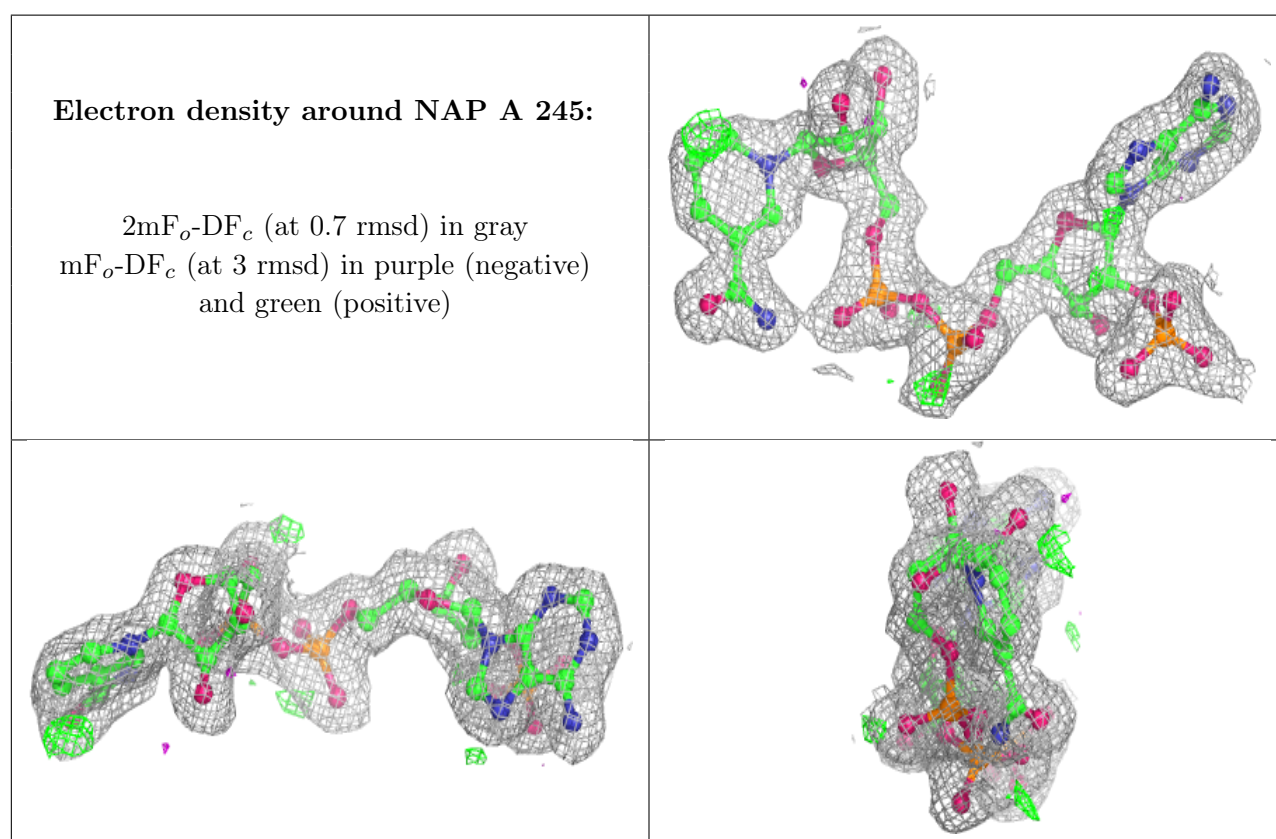 Electron density around NAP A 245:
2mFₒ-DF𝑐 (at 0.7 rmsd) in gray
mFₒ-DF𝑐 (at 3 rmsd) in purple (negative)
and green (positive)